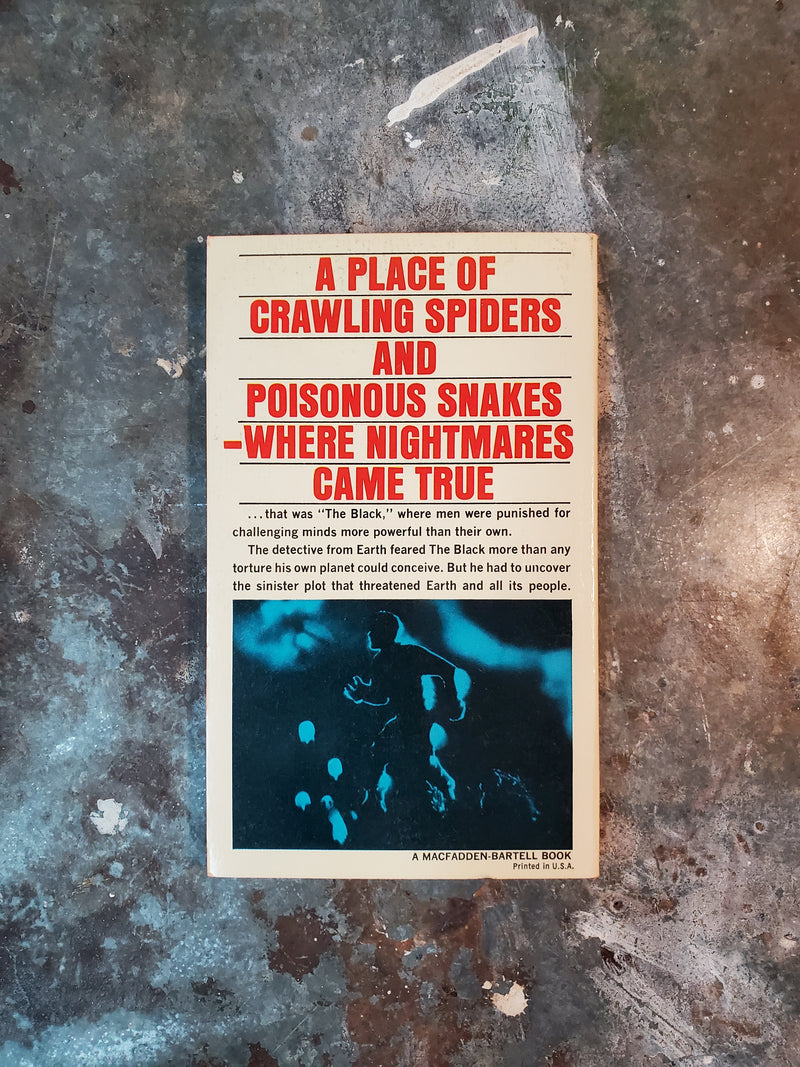 A PLACE OF
CRAWLING SPIDERS
AND
POISONOUS SNAKES
-WHERE NIGHTMARES
CAME TRUE
...that was "The Black," where men were punished for
challenging minds more powerful than their own.
The detective from Earth feared The Black more than any
torture his own planet could conceive. But he had to uncover
the sinister plot that threatened Earth and all its people.
A MACFADDEN-BARTELL BOOK
Printed in U.S.A.